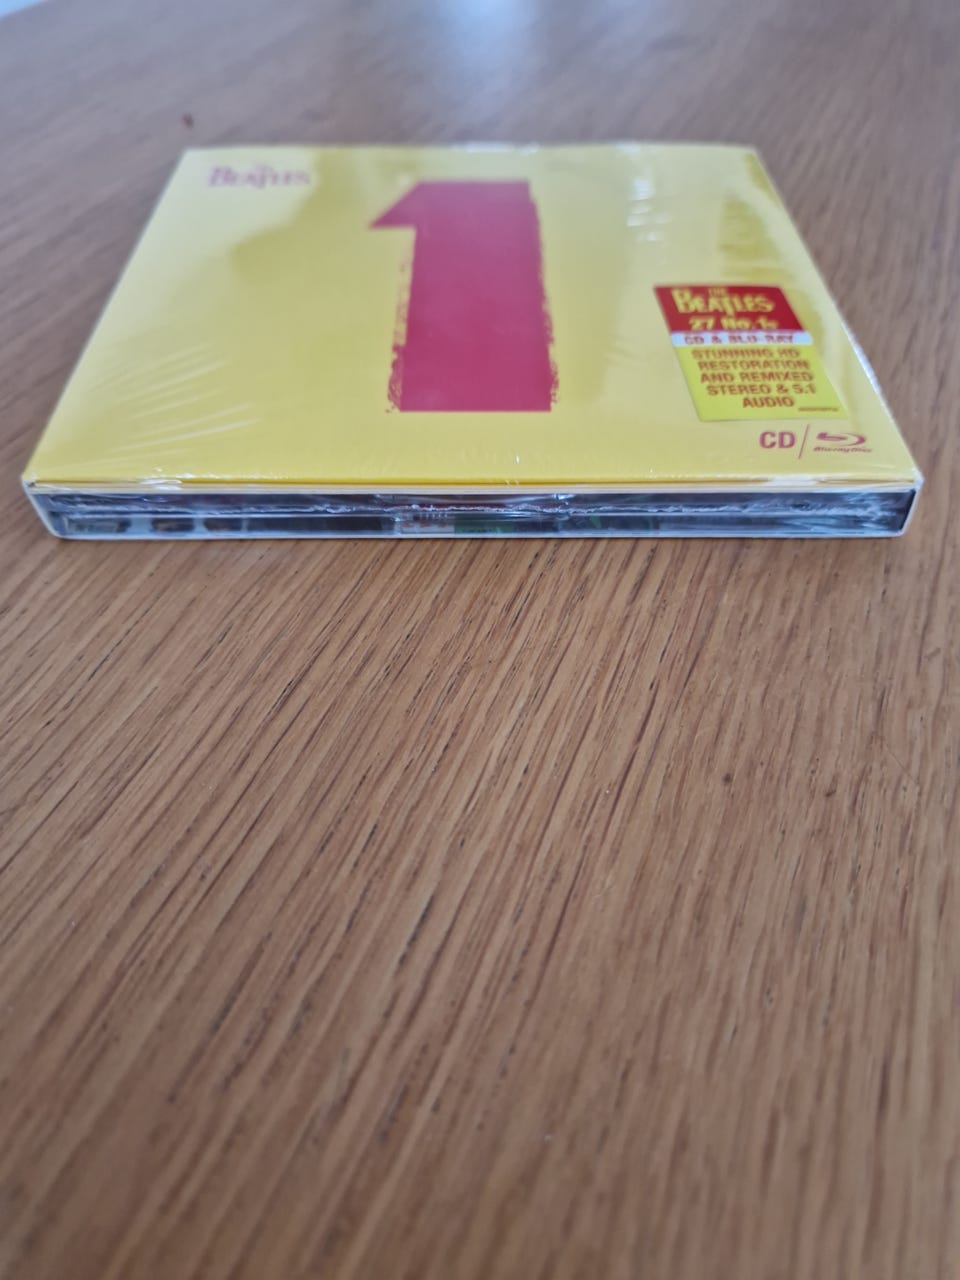 THE
BEATLES
1
THE
BEATLES
27 No.1s
CD & BLU-RAY
STUNNING HD
RESTORATION
AND REMIXED
STEREO & 5.1
AUDIO
CD
Blu-ray Disc